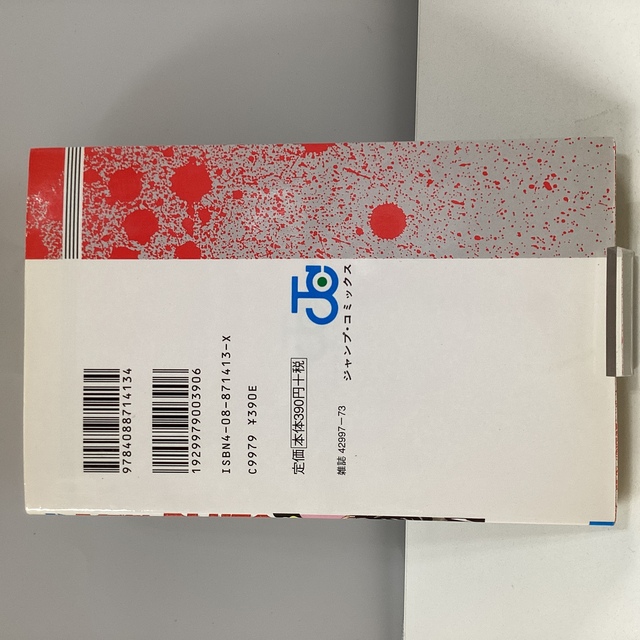 ジャンプ・コミックス
9784088714134
1929979003906
ISBN4-08-871413-X
C9979 ¥390E
定価 本体390円+税
雑誌 42997-73